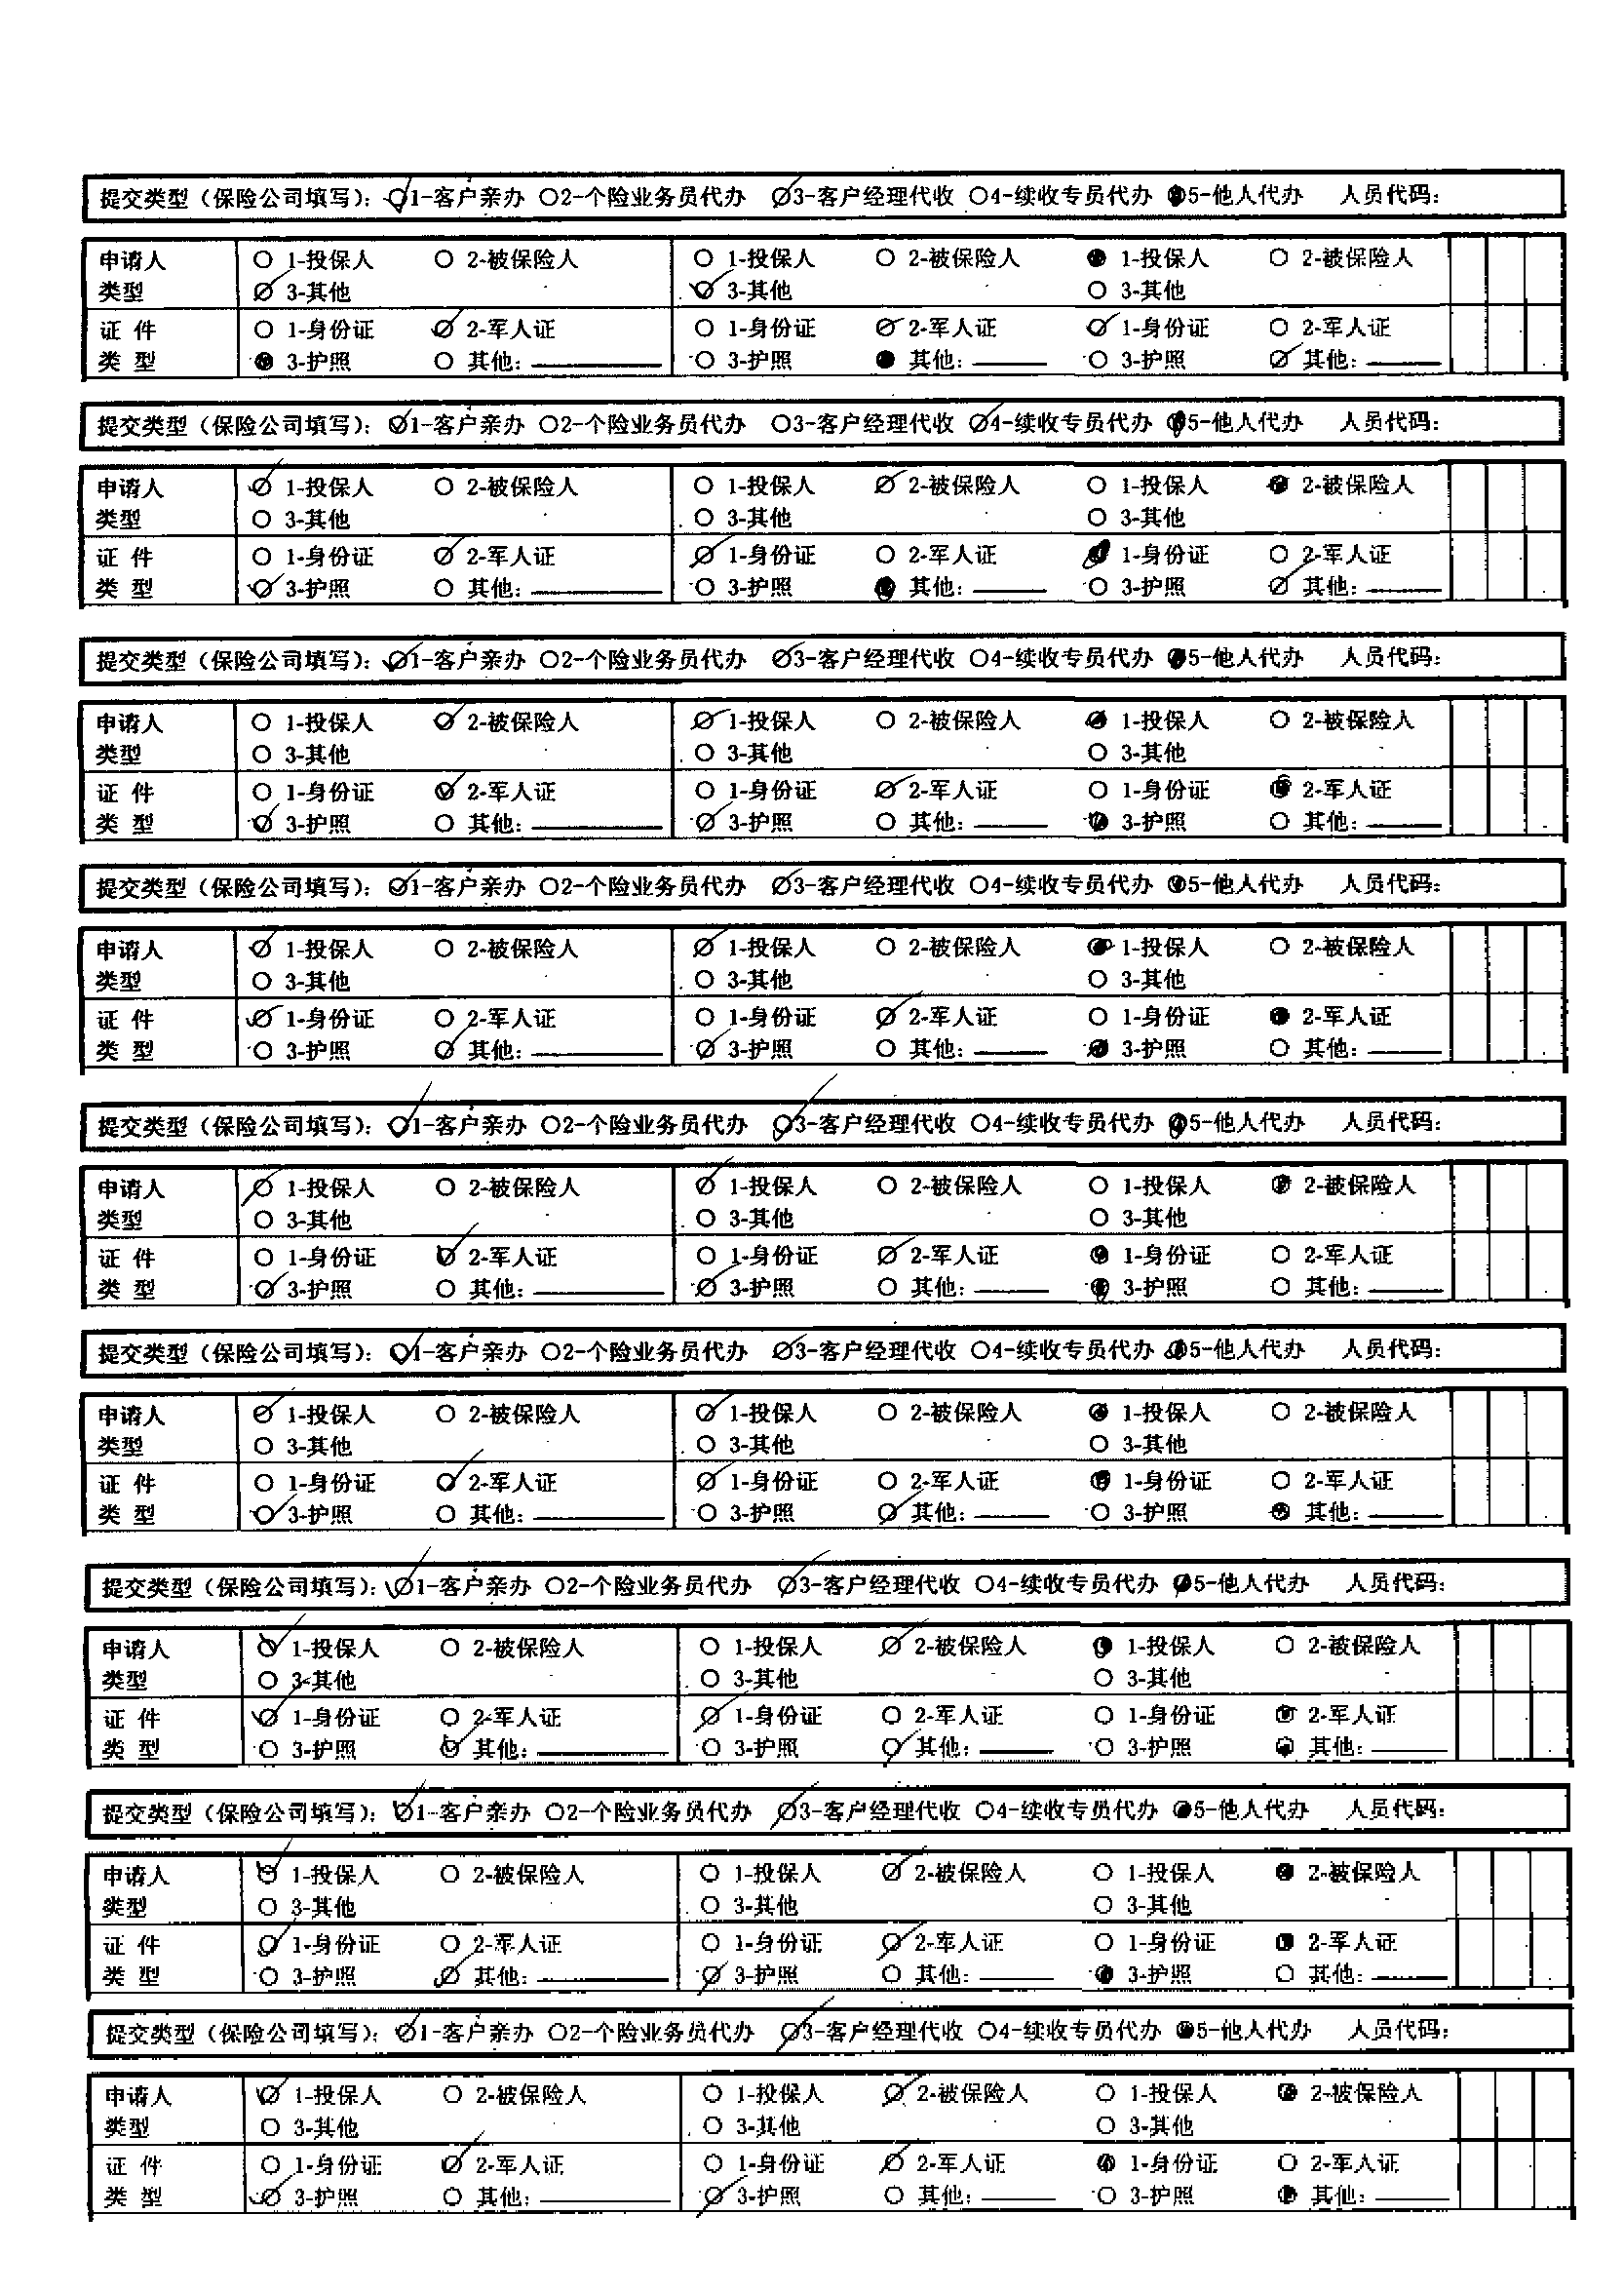 提交类型（保险公司填写）：○1-客户亲办 ○2-个险业务员代办 ○3-客户经理代收 ○4-续收专员代办 ○5-他人代办 人员代码：
申请人 ○ 1-投保人 ○ 2-被保险人 ○ 1-投保人 ○ 2-被保险人 ○ 1-投保人 ○ 2-被保险人
类型 ○ 3-其他 ○ 3-其他 ○ 3-其他
证 件 ○ 1-身份证 ○ 2-军人证 ○ 1-身份证 ○ 2-军人证 ○ 1-身份证 ○ 2-军人证
类 型 ○ 3-护照 ○ 其他： ○ 3-护照 ○ 其他： ○ 3-护照 ○ 其他：
提交类型（保险公司填写）：○1-客户亲办 ○2-个险业务员代办 ○3-客户经理代收 ○4-续收专员代办 ○5-他人代办 人员代码：
申请人 ○ 1-投保人 ○ 2-被保险人 ○ 1-投保人 ○ 2-被保险人 ○ 1-投保人 ○ 2-被保险人
类型 ○ 3-其他 ○ 3-其他 ○ 3-其他
证 件 ○ 1-身份证 ○ 2-军人证 ○ 1-身份证 ○ 2-军人证 ○ 1-身份证 ○ 2-军人证
类 型 ○ 3-护照 ○ 其他： ○ 3-护照 ○ 其他： ○ 3-护照 ○ 其他：
提交类型（保险公司填写）：○1-客户亲办 ○2-个险业务员代办 ○3-客户经理代收 ○4-续收专员代办 ○5-他人代办 人员代码：
申请人 ○ 1-投保人 ○ 2-被保险人 ○ 1-投保人 ○ 2-被保险人 ○ 1-投保人 ○ 2-被保险人
类型 ○ 3-其他 ○ 3-其他 ○ 3-其他
证 件 ○ 1-身份证 ○ 2-军人证 ○ 1-身份证 ○ 2-军人证 ○ 1-身份证 ○ 2-军人证
类 型 ○ 3-护照 ○ 其他： ○ 3-护照 ○ 其他： ○ 3-护照 ○ 其他：
提交类型（保险公司填写）：○1-客户亲办 ○2-个险业务员代办 ○3-客户经理代收 ○4-续收专员代办 ○5-他人代办 人员代码：
申请人 ○ 1-投保人 ○ 2-被保险人 ○ 1-投保人 ○ 2-被保险人 ○ 1-投保人 ○ 2-被保险人
类型 ○ 3-其他 ○ 3-其他 ○ 3-其他
证 件 ○ 1-身份证 ○ 2-军人证 ○ 1-身份证 ○ 2-军人证 ○ 1-身份证 ○ 2-军人证
类 型 ○ 3-护照 ○ 其他： ○ 3-护照 ○ 其他： ○ 3-护照 ○ 其他：
提交类型（保险公司填写）：○1-客户亲办 ○2-个险业务员代办 ○3-客户经理代收 ○4-续收专员代办 ○5-他人代办 人员代码：
申请人 ○ 1-投保人 ○ 2-被保险人 ○ 1-投保人 ○ 2-被保险人 ○ 1-投保人 ○ 2-被保险人
类型 ○ 3-其他 ○ 3-其他 ○ 3-其他
证 件 ○ 1-身份证 ○ 2-军人证 ○ 1-身份证 ○ 2-军人证 ○ 1-身份证 ○ 2-军人证
类 型 ○ 3-护照 ○ 其他： ○ 3-护照 ○ 其他： ○ 3-护照 ○ 其他：
提交类型（保险公司填写）：○1-客户亲办 ○2-个险业务员代办 ○3-客户经理代收 ○4-续收专员代办 ○5-他人代办 人员代码：
申请人 ○ 1-投保人 ○ 2-被保险人 ○ 1-投保人 ○ 2-被保险人 ○ 1-投保人 ○ 2-被保险人
类型 ○ 3-其他 ○ 3-其他 ○ 3-其他
证 件 ○ 1-身份证 ○ 2-军人证 ○ 1-身份证 ○ 2-军人证 ○ 1-身份证 ○ 2-军人证
类 型 ○ 3-护照 ○ 其他： ○ 3-护照 ○ 其他： ○ 3-护照 ○ 其他：
提交类型（保险公司填写）：○1-客户亲办 ○2-个险业务员代办 ○3-客户经理代收 ○4-续收专员代办 ○5-他人代办 人员代码：
申请人 ○ 1-投保人 ○ 2-被保险人 ○ 1-投保人 ○ 2-被保险人 ○ 1-投保人 ○ 2-被保险人
类型 ○ 3-其他 ○ 3-其他 ○ 3-其他
证 件 ○ 1-身份证 ○ 2-军人证 ○ 1-身份证 ○ 2-军人证 ○ 1-身份证 ○ 2-军人证
类 型 ○ 3-护照 ○ 其他： ○ 3-护照 ○ 其他： ○ 3-护照 ○ 其他：
提交类型（保险公司填写）：○1-客户亲办 ○2-个险业务员代办 ○3-客户经理代收 ○4-续收专员代办 ○5-他人代办 人员代码：
申请人 ○ 1-投保人 ○ 2-被保险人 ○ 1-投保人 ○ 2-被保险人 ○ 1-投保人 ○ 2-被保险人
类型 ○ 3-其他 ○ 3-其他 ○ 3-其他
证 件 ○ 1-身份证 ○ 2-军人证 ○ 1-身份证 ○ 2-军人证 ○ 1-身份证 ○ 2-军人证
类 型 ○ 3-护照 ○ 其他： ○ 3-护照 ○ 其他： ○ 3-护照 ○ 其他：
提交类型（保险公司填写）：○1-客户亲办 ○2-个险业务员代办 ○3-客户经理代收 ○4-续收专员代办 ○5-他人代办 人员代码：
申请人 ○ 1-投保人 ○ 2-被保险人 ○ 1-投保人 ○ 2-被保险人 ○ 1-投保人 ○ 2-被保险人
类型 ○ 3-其他 ○ 3-其他 ○ 3-其他
证 件 ○ 1-身份证 ○ 2-军人证 ○ 1-身份证 ○ 2-军人证 ○ 1-身份证 ○ 2-军人证
类 型 ○ 3-护照 ○ 其他： ○ 3-护照 ○ 其他： ○ 3-护照 ○ 其他：